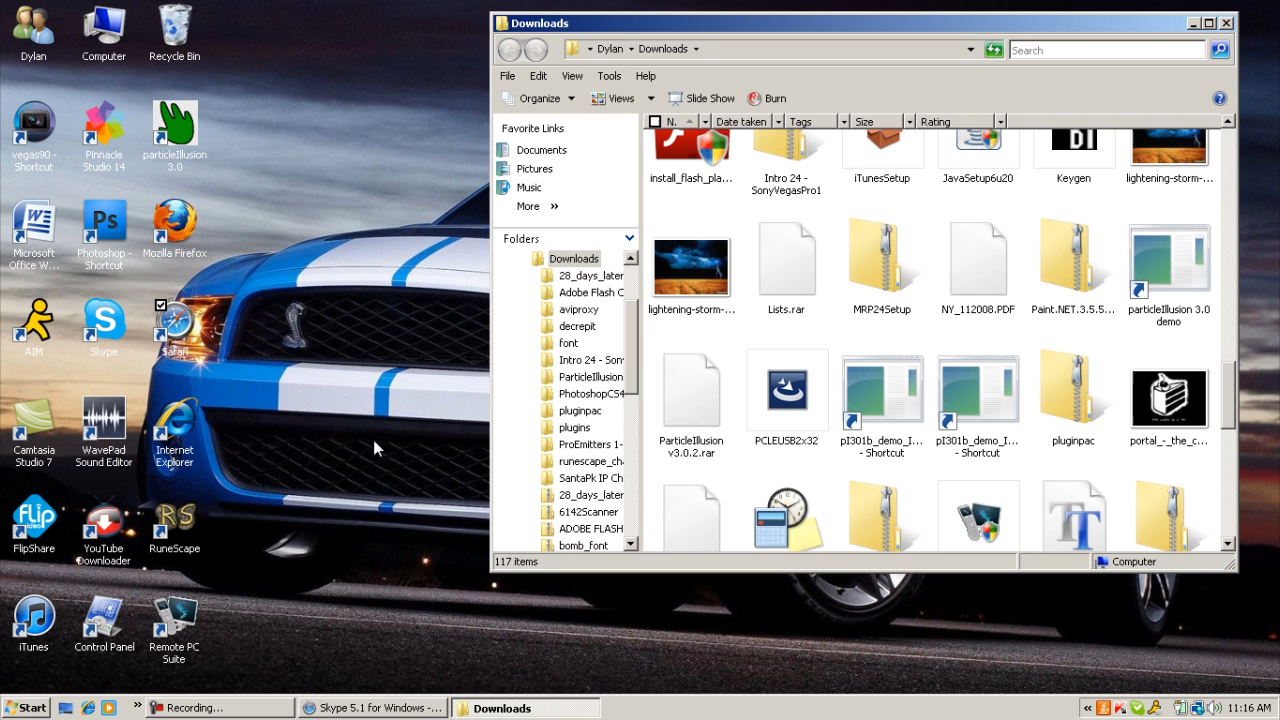 Dylan
Computer
Recycle Bin
vegas90 -
Shortcut
Pinnacle
Studio 14
particleIllusion
3.0
Microsoft
Office W...
Photoshop -
Shortcut
Mozilla Firefox
AIM
Skype
Safari
Camtasia
Studio 7
WavePad
Sound Editor
Internet
Explorer
FlipShare
YouTube
Downloader
RuneScape
iTunes
Control Panel
Remote PC
Suite
Downloads
Dylan Downloads
Search
File Edit View Tools Help
Organize Views Slide Show Burn
Favorite Links
Documents
Pictures
Music
More »
Folders
Downloads
28_days_later
Adobe Flash C
aviproxy
decrepit
font
Intro 24 - Son
ParticleIllusion
PhotoshopCS4
pluginpac
plugins
ProEmitters 1-
runescape_ch
SantaPk IP Ch
28_days_later
6142Scanner
ADOBE FLASH
bomb_font
N. Date taken Tags Size Rating
install_flash_pla...
Intro 24 -
SonyVegasPro1
iTunesSetup
JavaSetup6u20
Keygen
lightening-storm-...
lightening-storm-...
Lists.rar
MRP24Setup
NY_112008.PDF
Paint.NET.3.5.5...
particleIllusion 3.0
demo
ParticleIllusion
v3.0.2.rar
PCLEUSB2x32
pI301b_demo_I...
- Shortcut
pI301b_demo_I...
- Shortcut
pluginpac
portal_-_the_c...
117 items
Computer
Start » Recording... Skype 5.1 for Windows -... Downloads « 11:16 AM